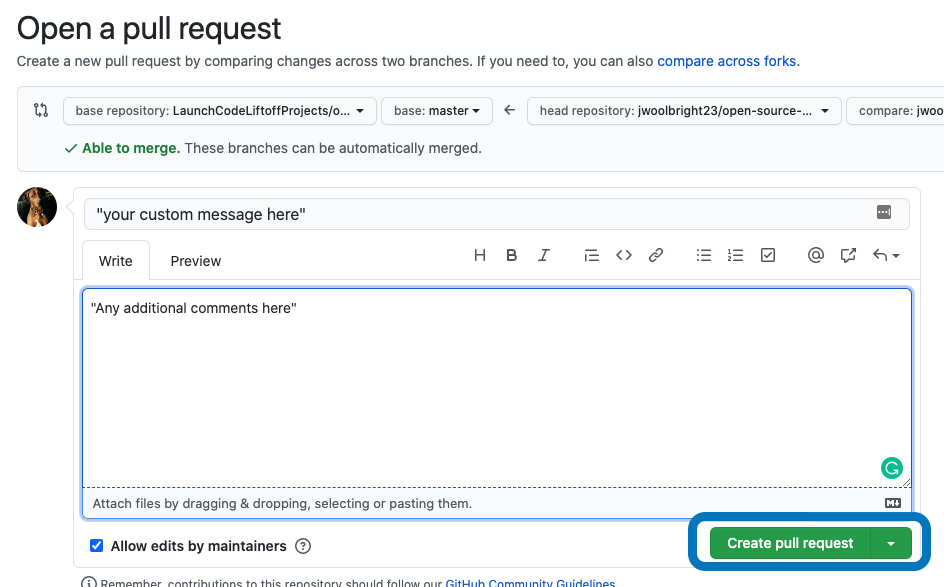 Open a pull request
Create a new pull request by comparing changes across two branches. If you need to, you can also compare across forks.
base repository: LaunchCodeLiftoffProjects/o... base: master head repository: jwoolbright23/open-source-... compare: jwoo
Able to merge. These branches can be automatically merged.
"your custom message here"
Write Preview H B I
"Any additional comments here"
Attach files by dragging & dropping, selecting or pasting them.
Allow edits by maintainers ? Create pull request
Remember, contributions to this repository should follow our GitHub Community Guidelines